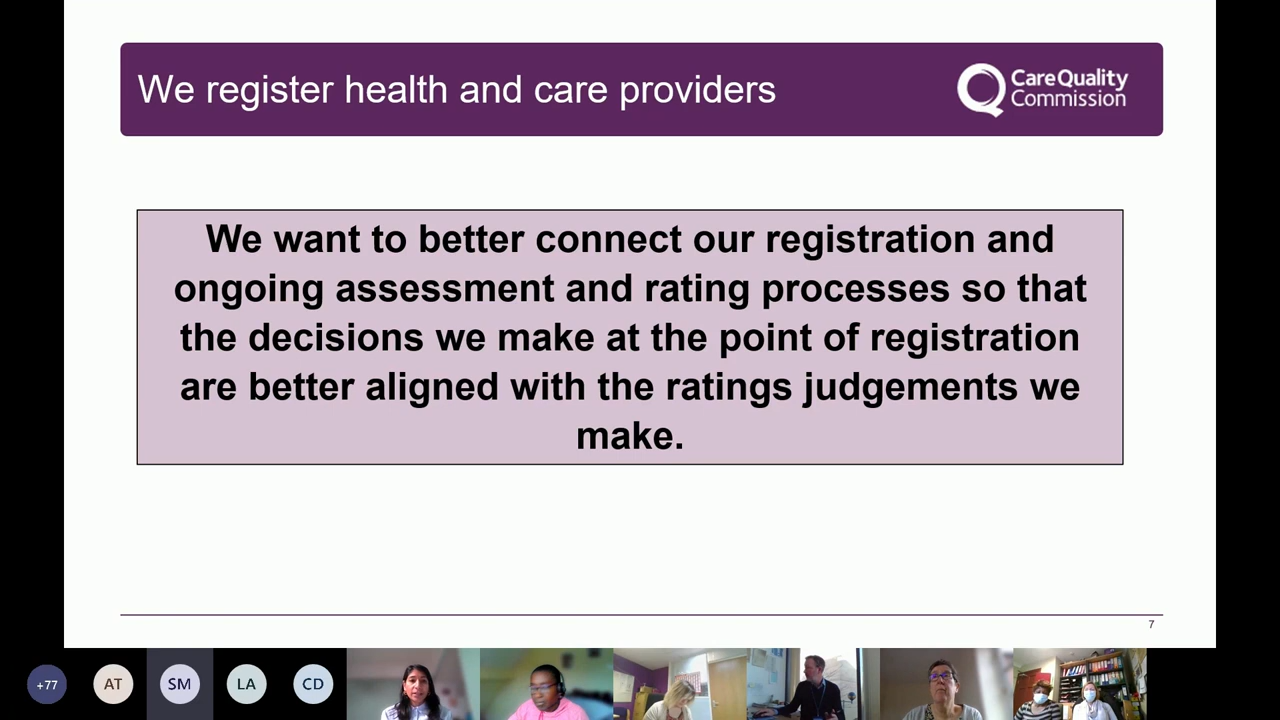 We register health and care providers
CareQuality
Commission
We want to better connect our registration and
ongoing assessment and rating processes so that
the decisions we make at the point of registration
are better aligned with the ratings judgements we
make.
7
+77
AT
SM
LA
CD